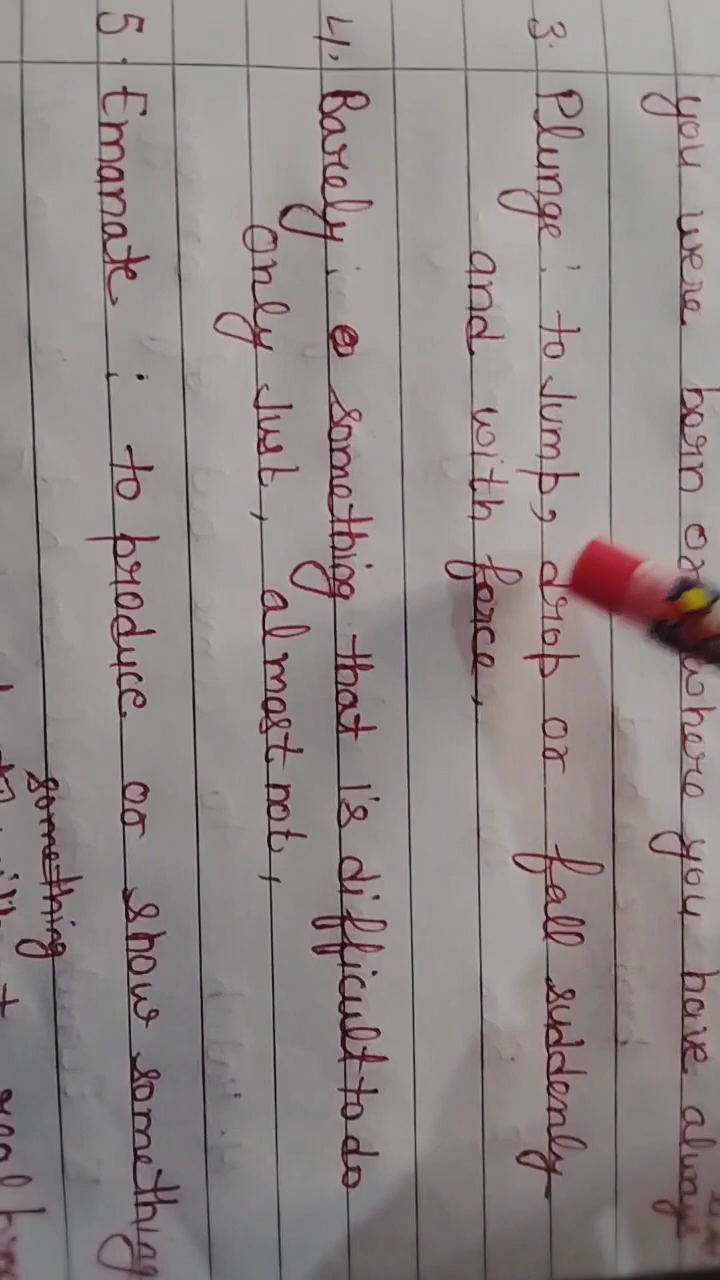 you were born or where you have always
3. Plunge : to Jump, drop or fall suddenly
and with force,
4. Barely : something that is difficult to do
only Just, almost not,
5. Emanate : to produce or show something
something